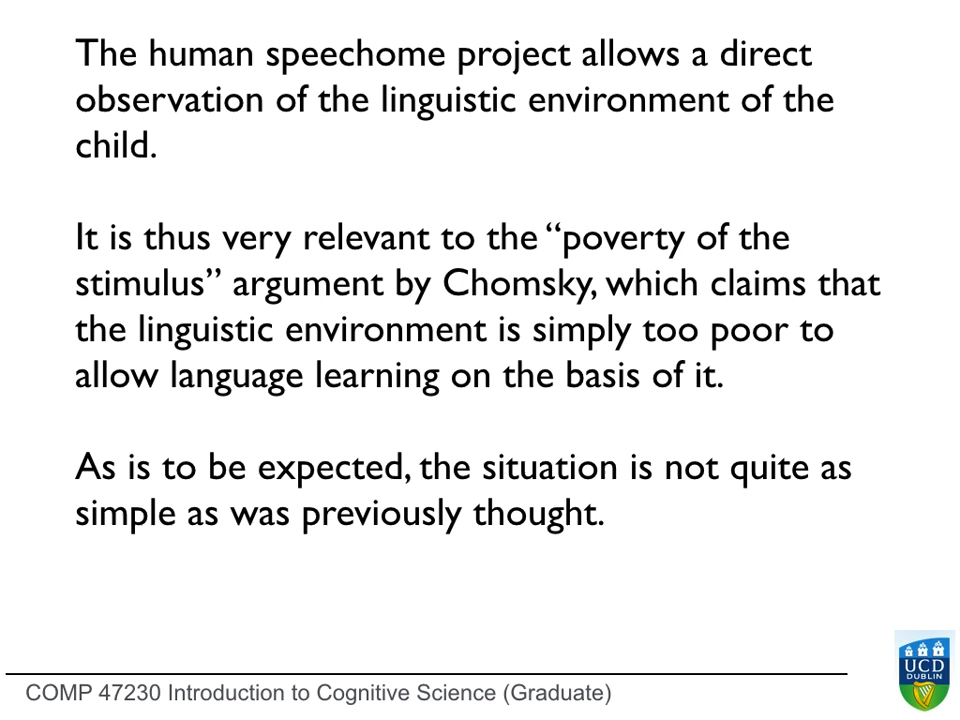 The human speechome project allows a direct
observation of the linguistic environment of the
child.
It is thus very relevant to the “poverty of the
stimulus” argument by Chomsky, which claims that
the linguistic environment is simply too poor to
allow language learning on the basis of it.
As is to be expected, the situation is not quite as
simple as was previously thought.
COMP 47230 Introduction to Cognitive Science (Graduate)
UCD
DUBLIN